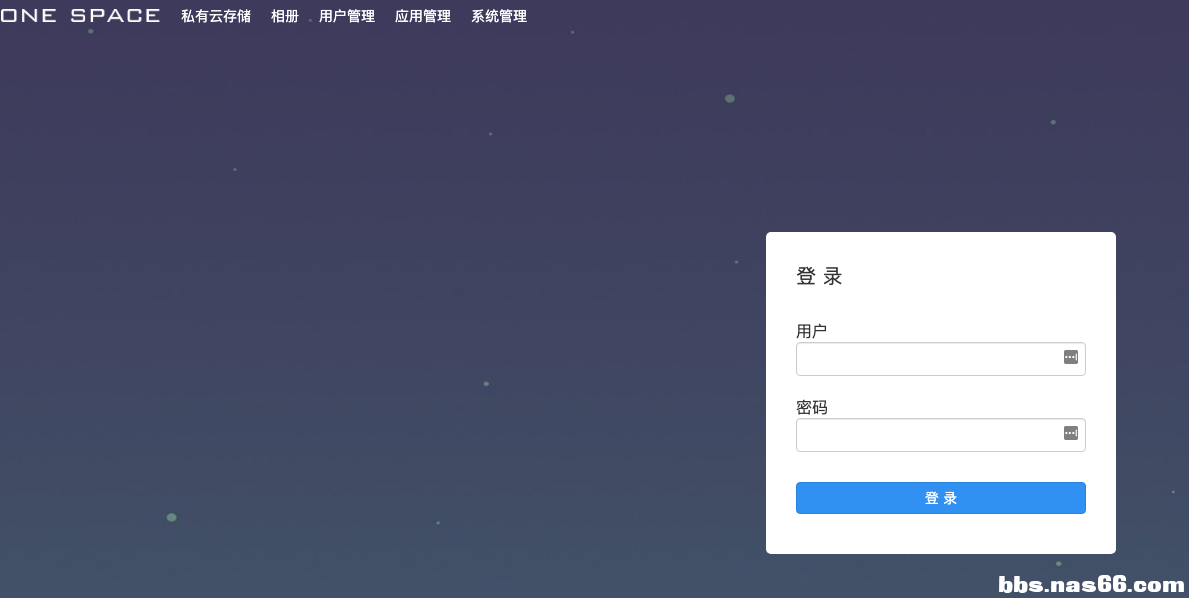 ONE SPACE 私有云存储 相册 用户管理 应用管理 系统管理
登 录
用户
密码
登 录
bbs.nas66.com